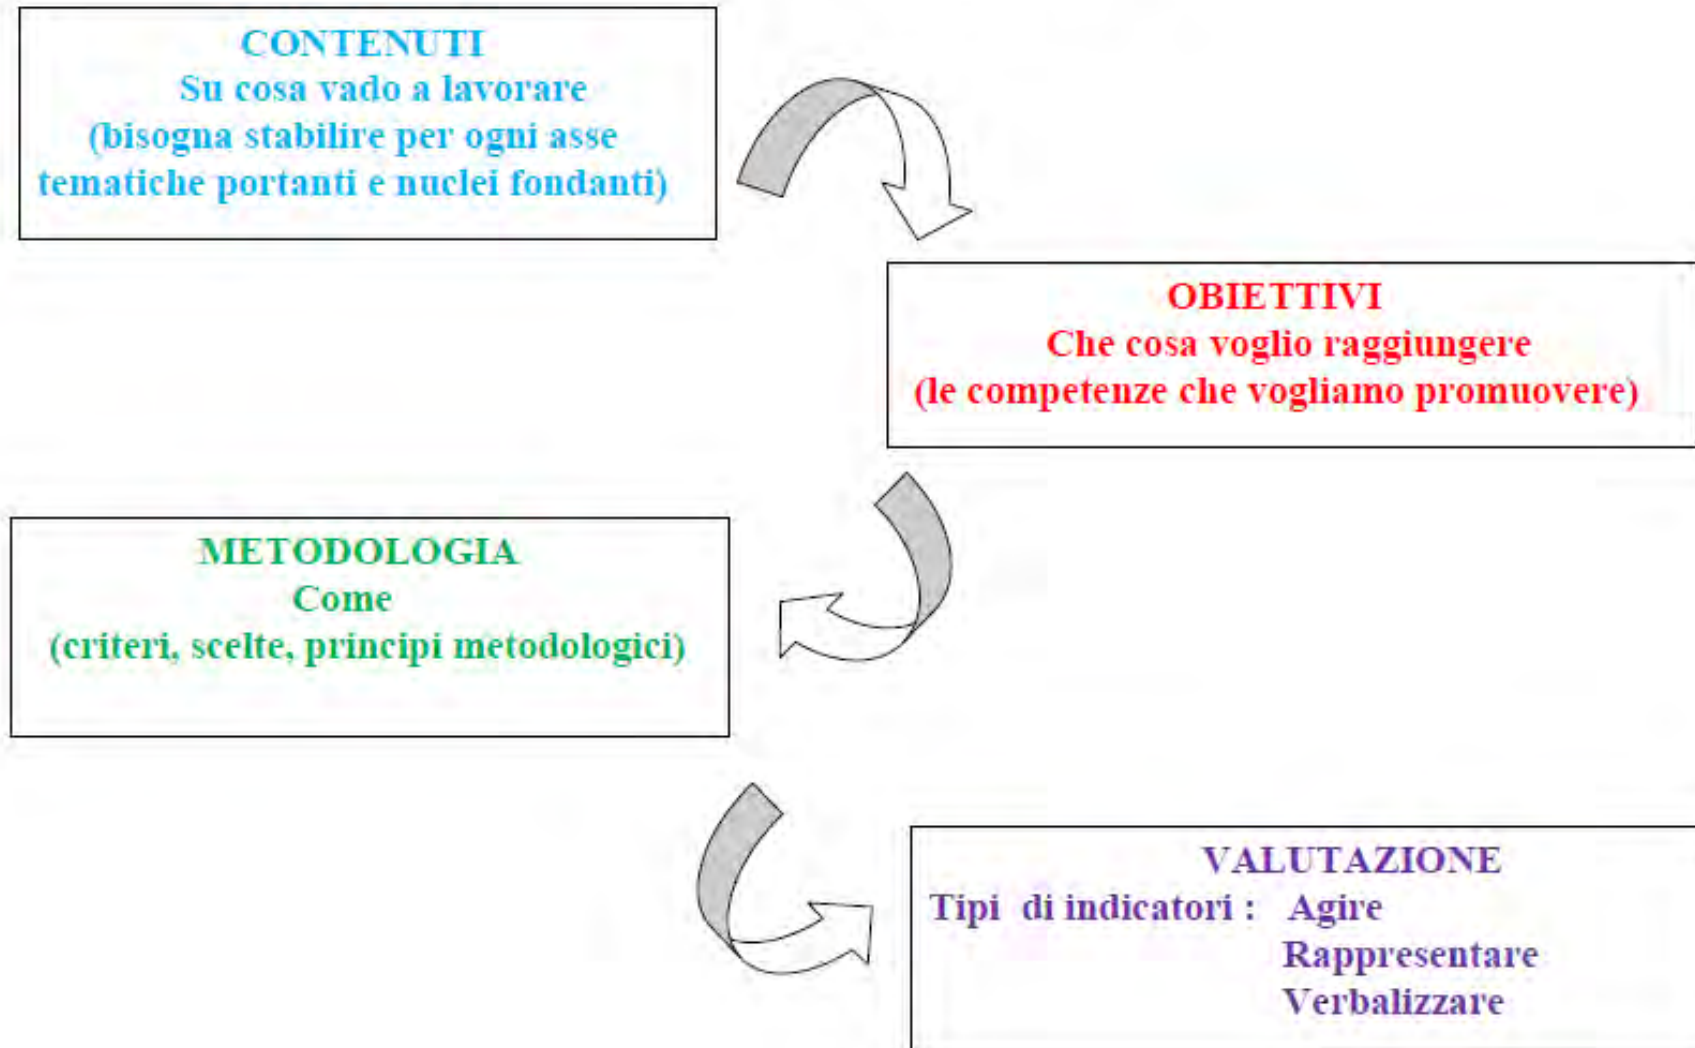 CONTENUTI
Su cosa vado a lavorare
(bisogna stabilire per ogni asse
tematiche portanti e nuclei fondanti)
OBIETTIVI
Che cosa voglio raggiungere
(le competenze che vogliamo promuovere)
METODOLOGIA
Come
(criteri, scelte, principi metodologici)
VALUTAZIONE
Tipi di indicatori : Agire
Rappresentare
Verbalizzare